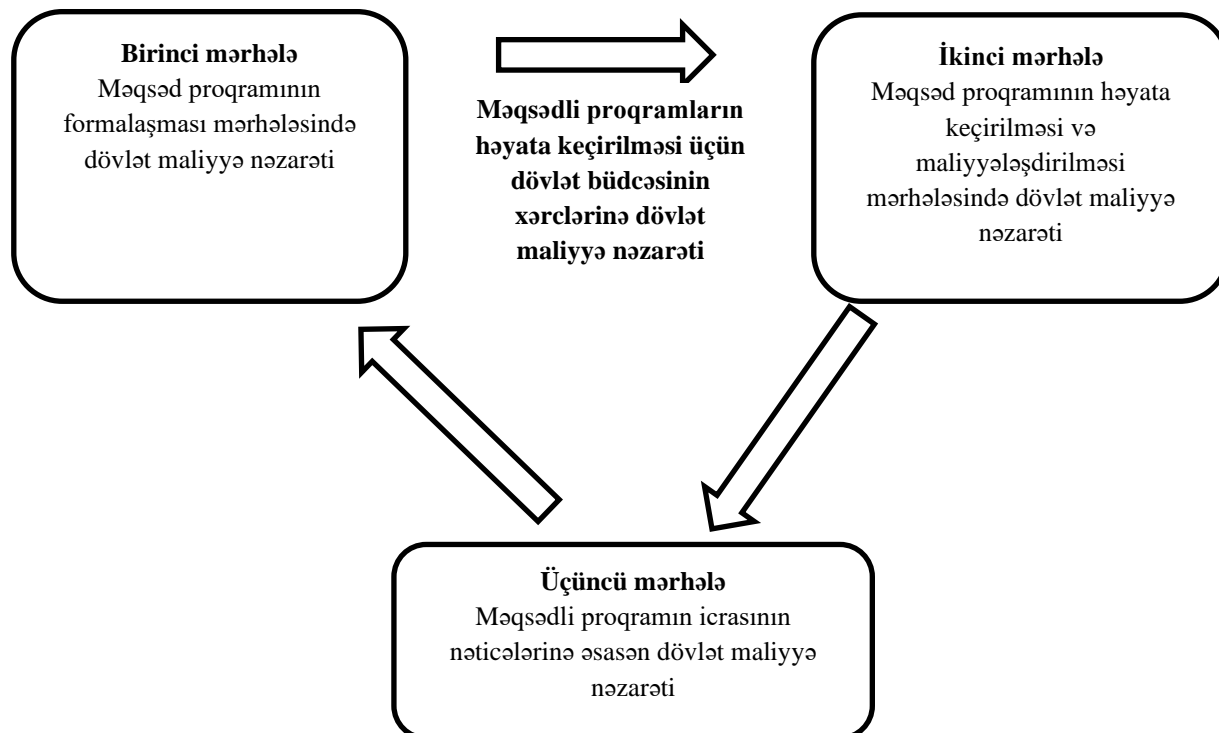 Birinci mərhələ
Məqsəd proqramının
formalaşması mərhələsində
dövlət maliyyə nəzarəti
Məqsədli proqramların
həyata keçirilməsi üçün
dövlət büdcəsinin
xərclərinə dövlət
maliyyə nəzarəti
İkinci mərhələ
Məqsəd proqramının həyata
keçirilməsi və
maliyyələşdirilməsi
mərhələsində dövlət maliyyə
nəzarəti
Üçüncü mərhələ
Məqsədli proqramın icrasının
nəticələrinə əsasən dövlət maliyyə
nəzarəti